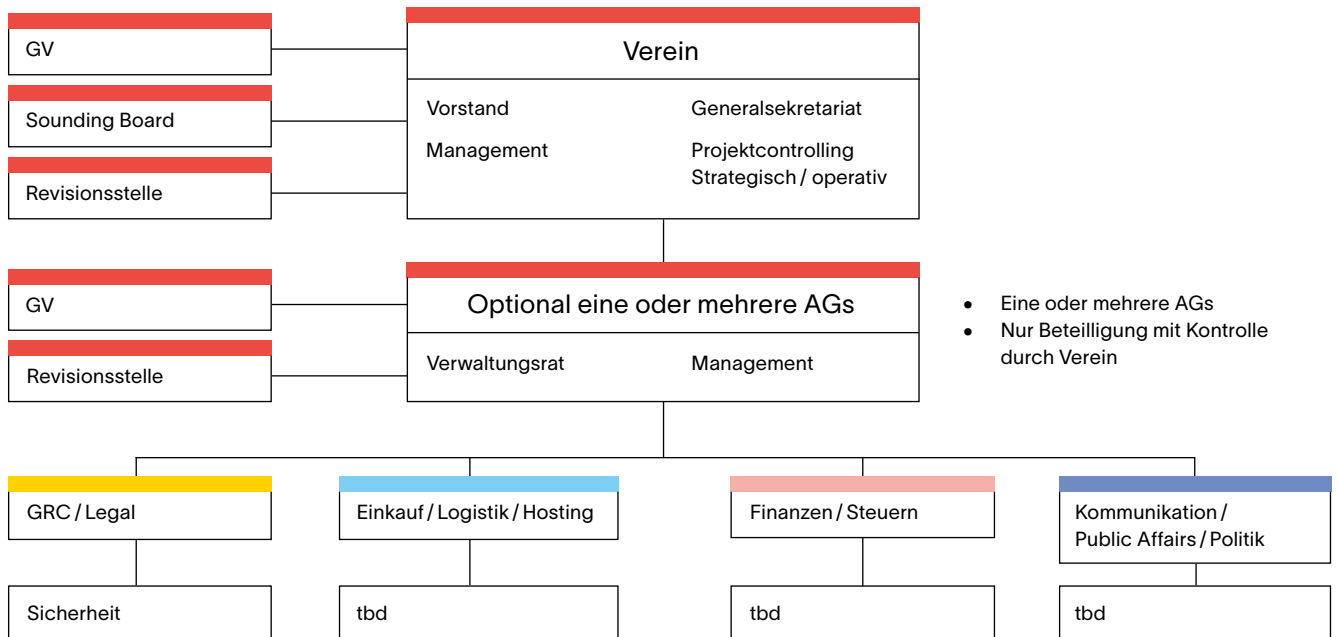 GV
Sounding Board
Revisionsstelle
Verein
Vorstand
Generalsekretariat
Management
Projektcontrolling
Strategisch / operativ
GV
Revisionsstelle
Optional eine oder mehrere AGs
Verwaltungsrat
Management
• Eine oder mehrere AGs
• Nur Beteilligung mit Kontrolle
durch Verein
GRC / Legal
Einkauf / Logistik / Hosting
Finanzen / Steuern
Kommunikation /
Public Affairs / Politik
Sicherheit
tbd
tbd
tbd